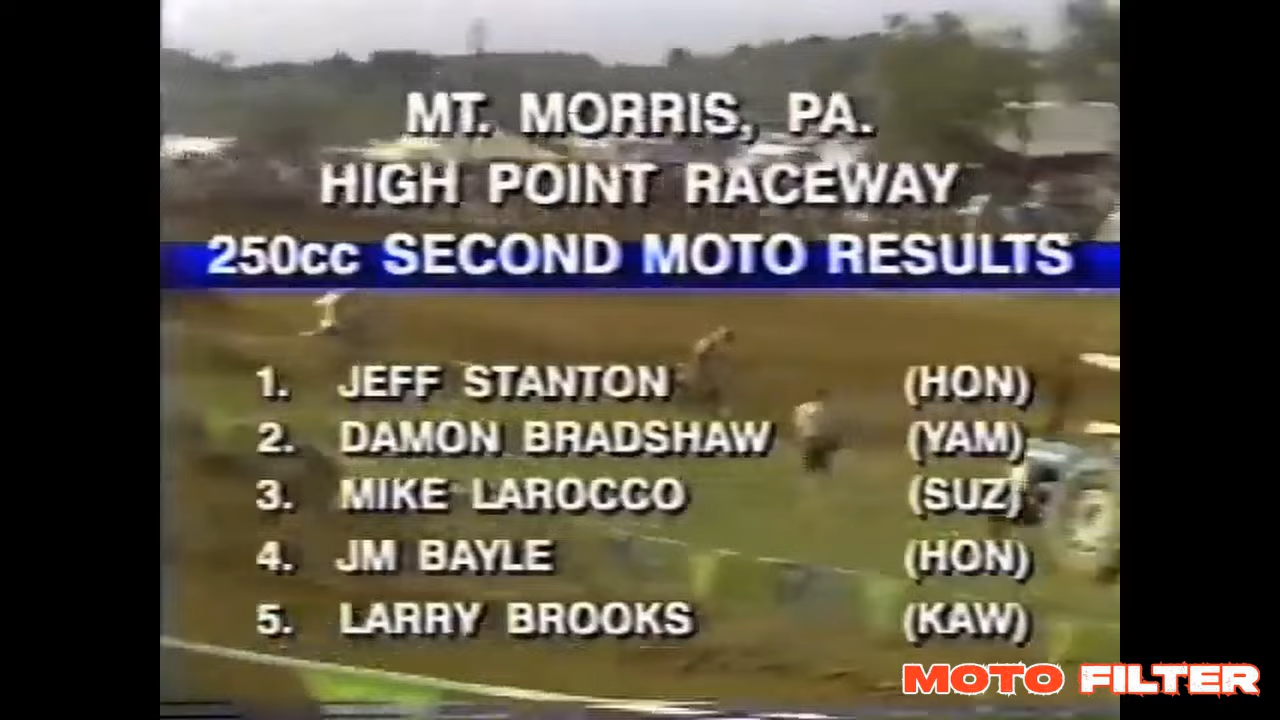 MT. MORRIS, PA.
HIGH POINT RACEWAY
250cc SECOND MOTO RESULTS
1. JEFF STANTON (HON)
2. DAMON BRADSHAW (YAM)
3. MIKE LAROCCO (SUZ)
4. JM BAYLE (HON)
5. LARRY BROOKS (KAW)
MOTO FILTER